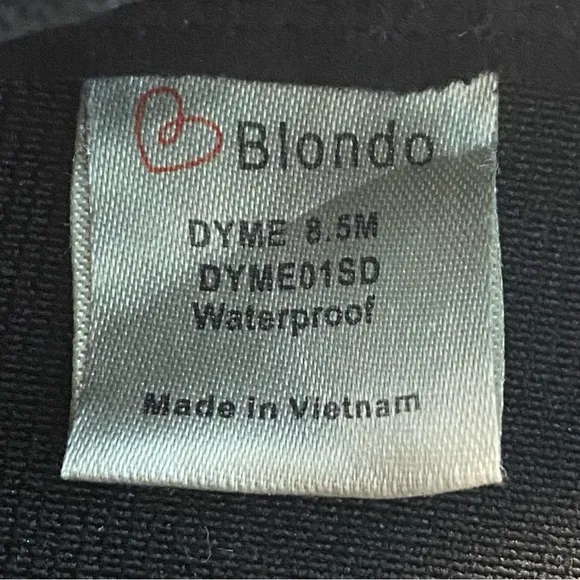 Blondo
DYME 8.5M
DYME01SD
Waterproof
Made in Vietnam